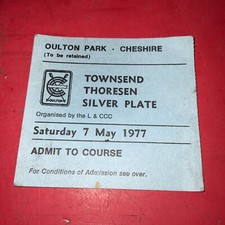 OULTON PARK · CHESHIRE
(To be retained)
OULTON
TOWNSEND
THORESEN
SILVER PLATE
Organised by the L & CCC
Saturday 7 May 1977
ADMIT TO COURSE
For Conditions of Admission see over.